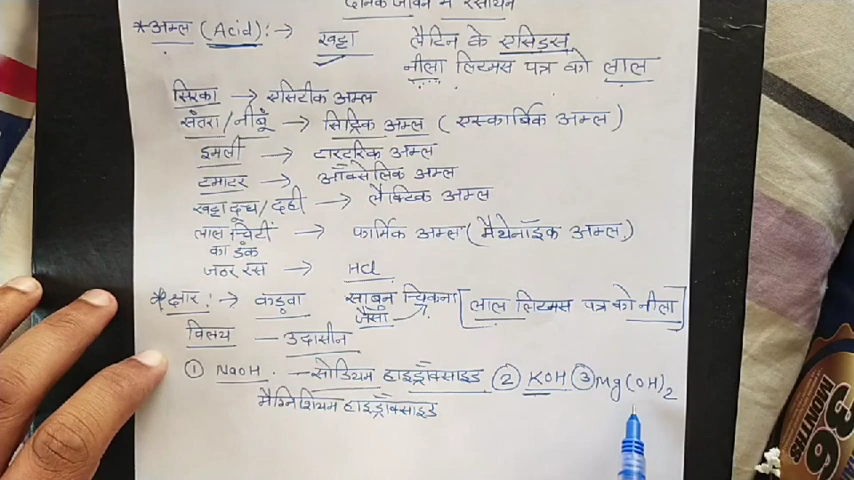 दैनिक जीवन में रसायन
*अम्ल (Acid):→ खट्टा लैटिन के एसिड्स
नीला लिटमस पत्र को लाल
सिरका → एसिटीक अम्ल
संतरा/नीबूं → सिट्रिक अम्ल (एस्कार्बिक अम्ल)
इमली → टारटरिक अम्ल
टमाटर → ऑक्सेलिक अम्ल
खट्टा दूध/दही → लैक्टिक अम्ल
लाल चिंटी → फार्मिक अम्ल (मैथेनॉइक अम्ल)
का डंक
जठर रस → HCl
*क्षार: → कड़वा साबुन चिकना [लाल लिटमस पत्र को नीला]
जैसा
विलय — उदासीन
① NaOH. — सोडियम हाइड्रॉक्साइड ② KOH ③ Mg(OH)2
मैग्निशियम हाइड्रॉक्साइड
MONTHS
36